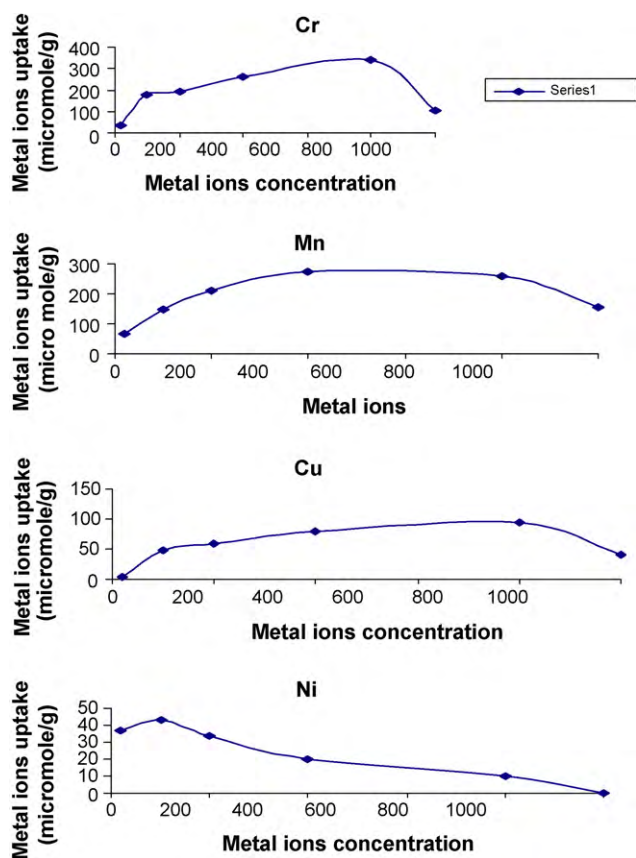 Cr
Metal ions uptake
(micromole/g)
400
300
200
100
0
0 200 400 600 800 1000
Metal ions concentration
Series1
Mn
Metal ions uptake
(micro mole/g)
300
200
100
0
0 200 400 600 800 1000
Metal ions
Cu
Metal ions uptake
(micromole/g)
150
100
50
0
0 200 400 600 800 1000
Metal ions concentration
Ni
Metal ions uptake
(micromole/g)
50
40
30
20
10
0
0 200 400 600 800 1000
Metal ions concentration